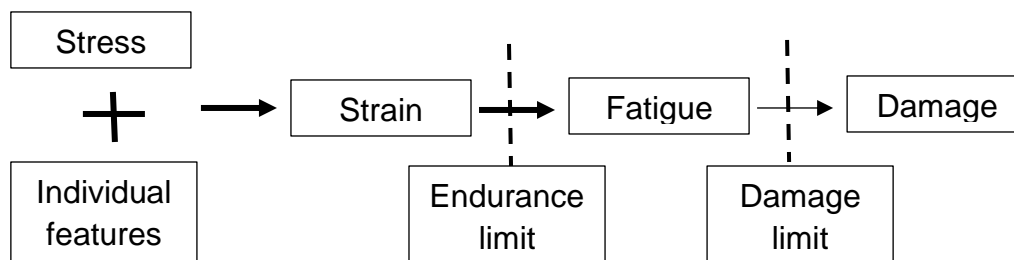 Stress
Individual
features
Strain
Endurance
limit
Fatigue
Damage
limit
Damage